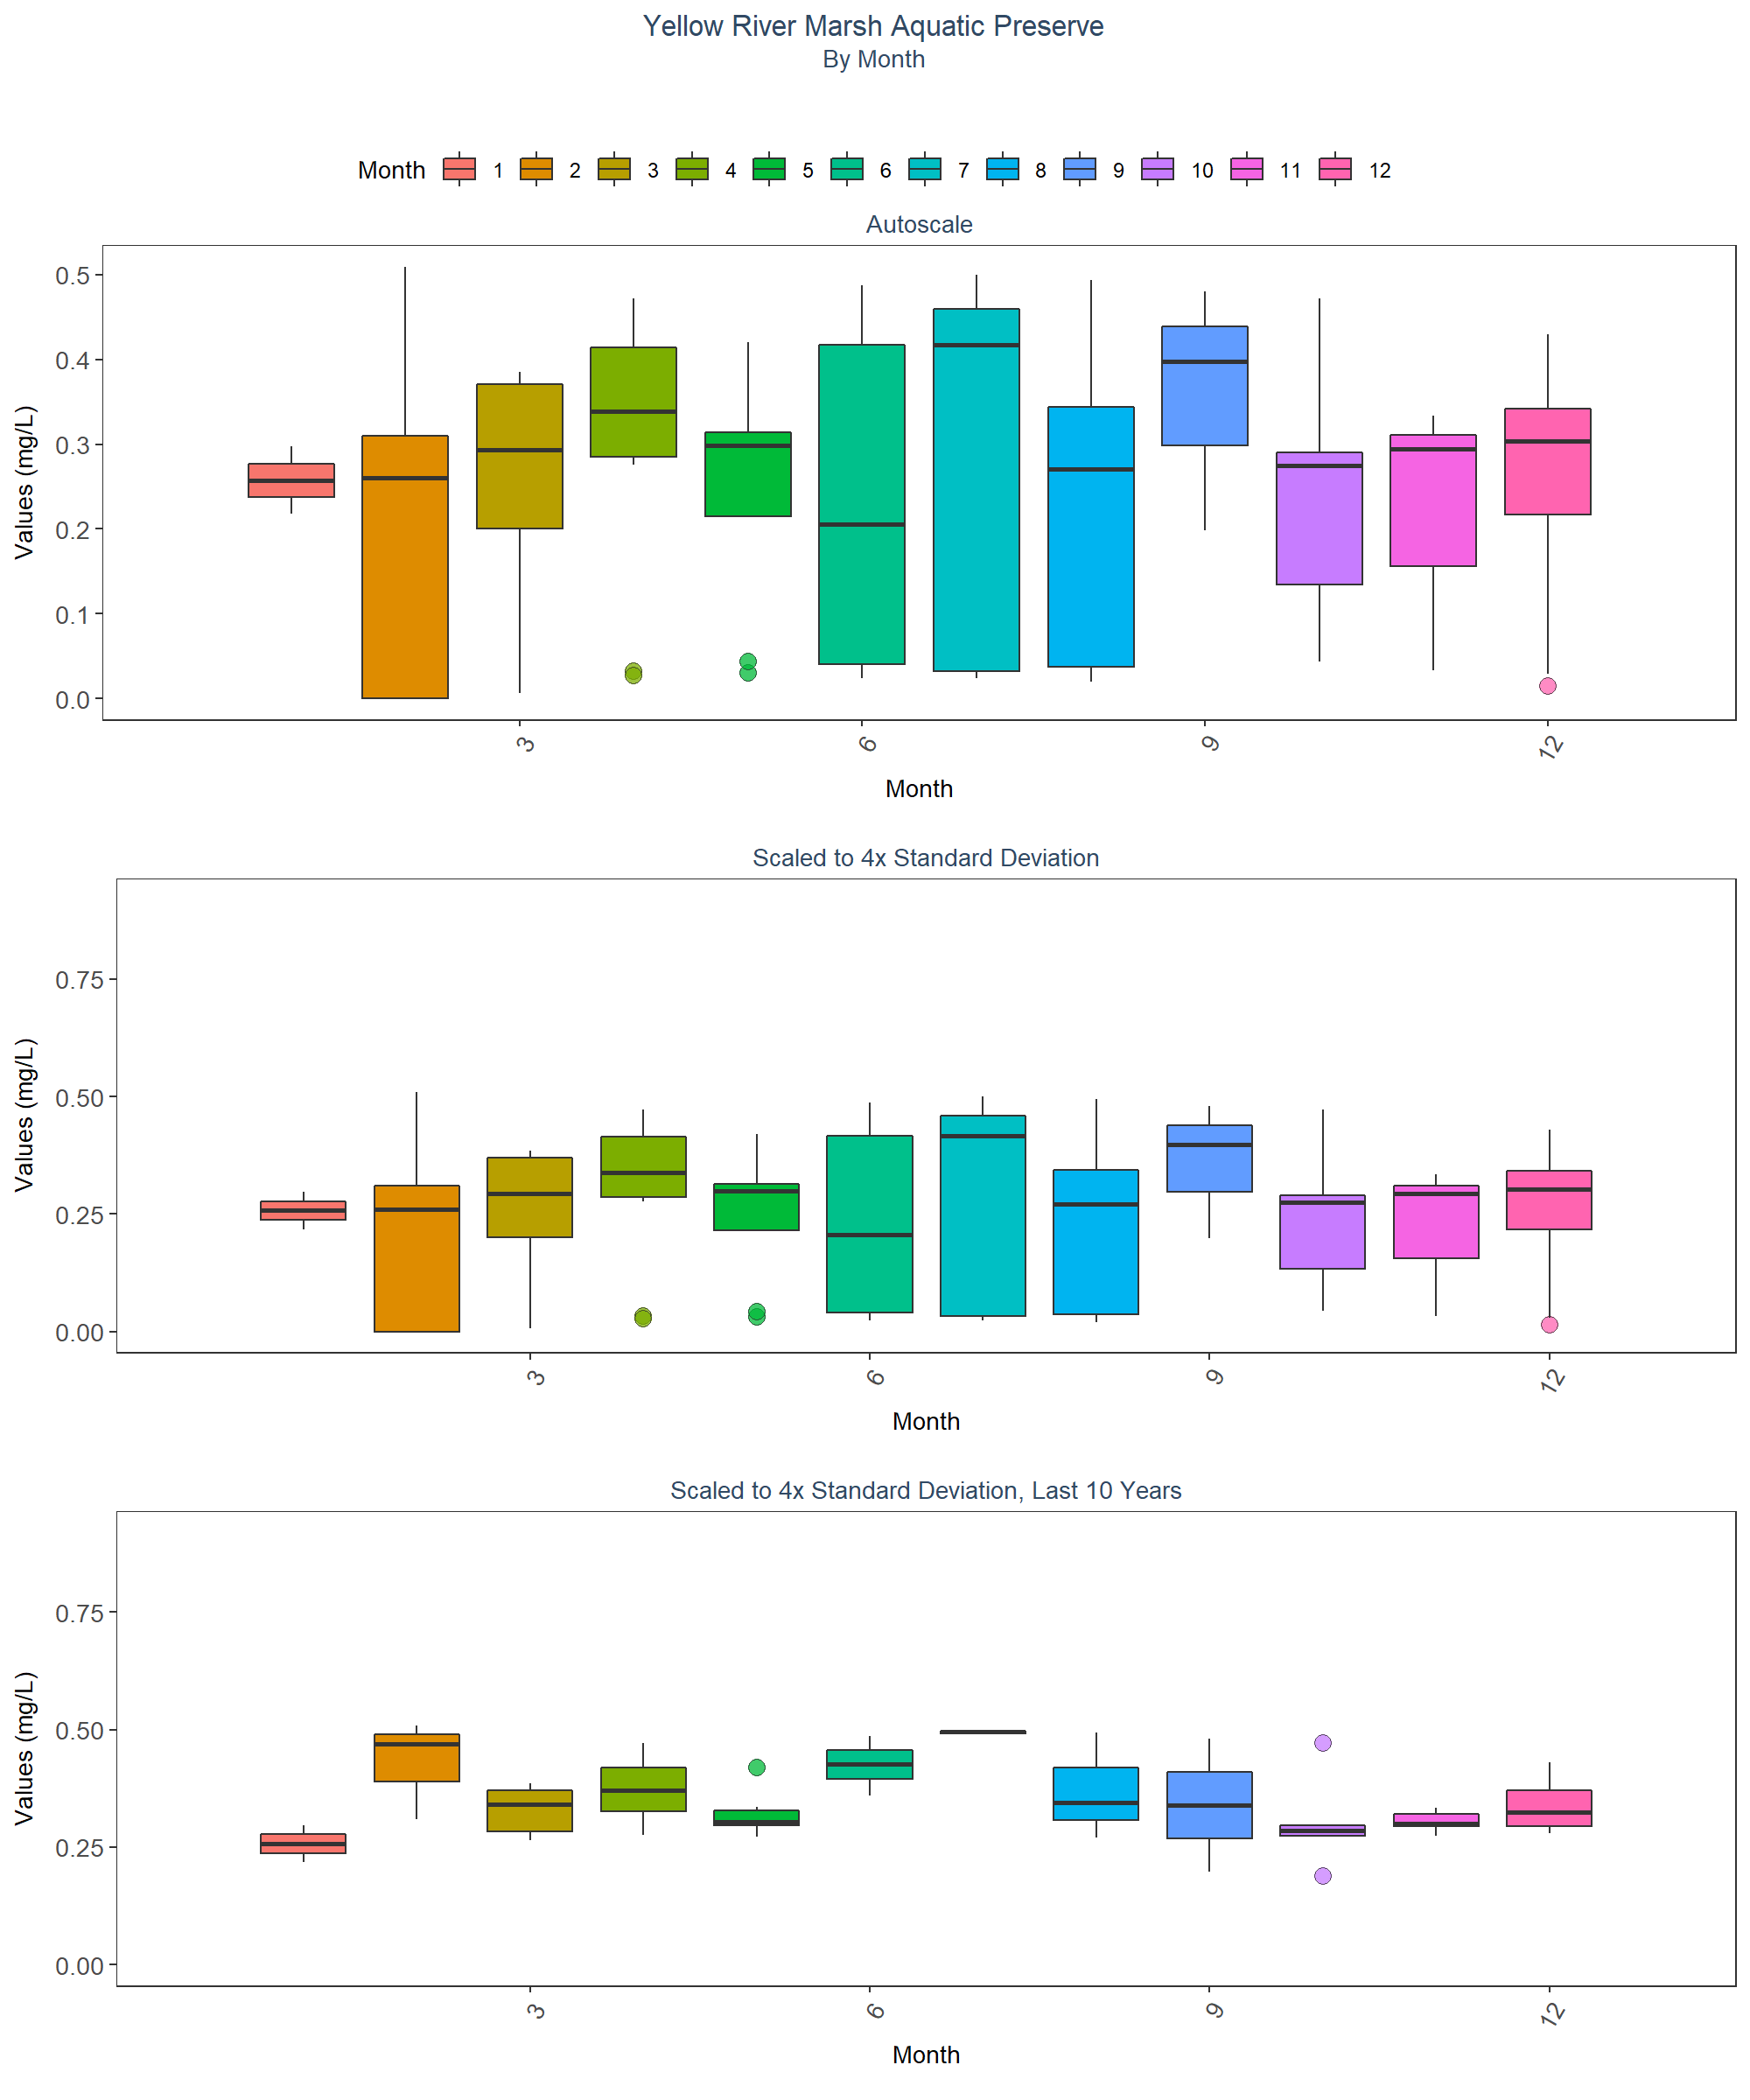 Yellow River Marsh Aquatic Preserve
By Month
Month 1 2 3 4 5 6 7 8 9 10 11 12
Autoscale
Values (mg/L)
0.5
0.4
0.3
0.2
0.1
0.0
3 6 9 12
Month
Scaled to 4x Standard Deviation
Values (mg/L)
0.75
0.50
0.25
0.00
3 6 9 12
Month
Scaled to 4x Standard Deviation, Last 10 Years
Values (mg/L)
0.75
0.50
0.25
0.00
3 6 9 12
Month